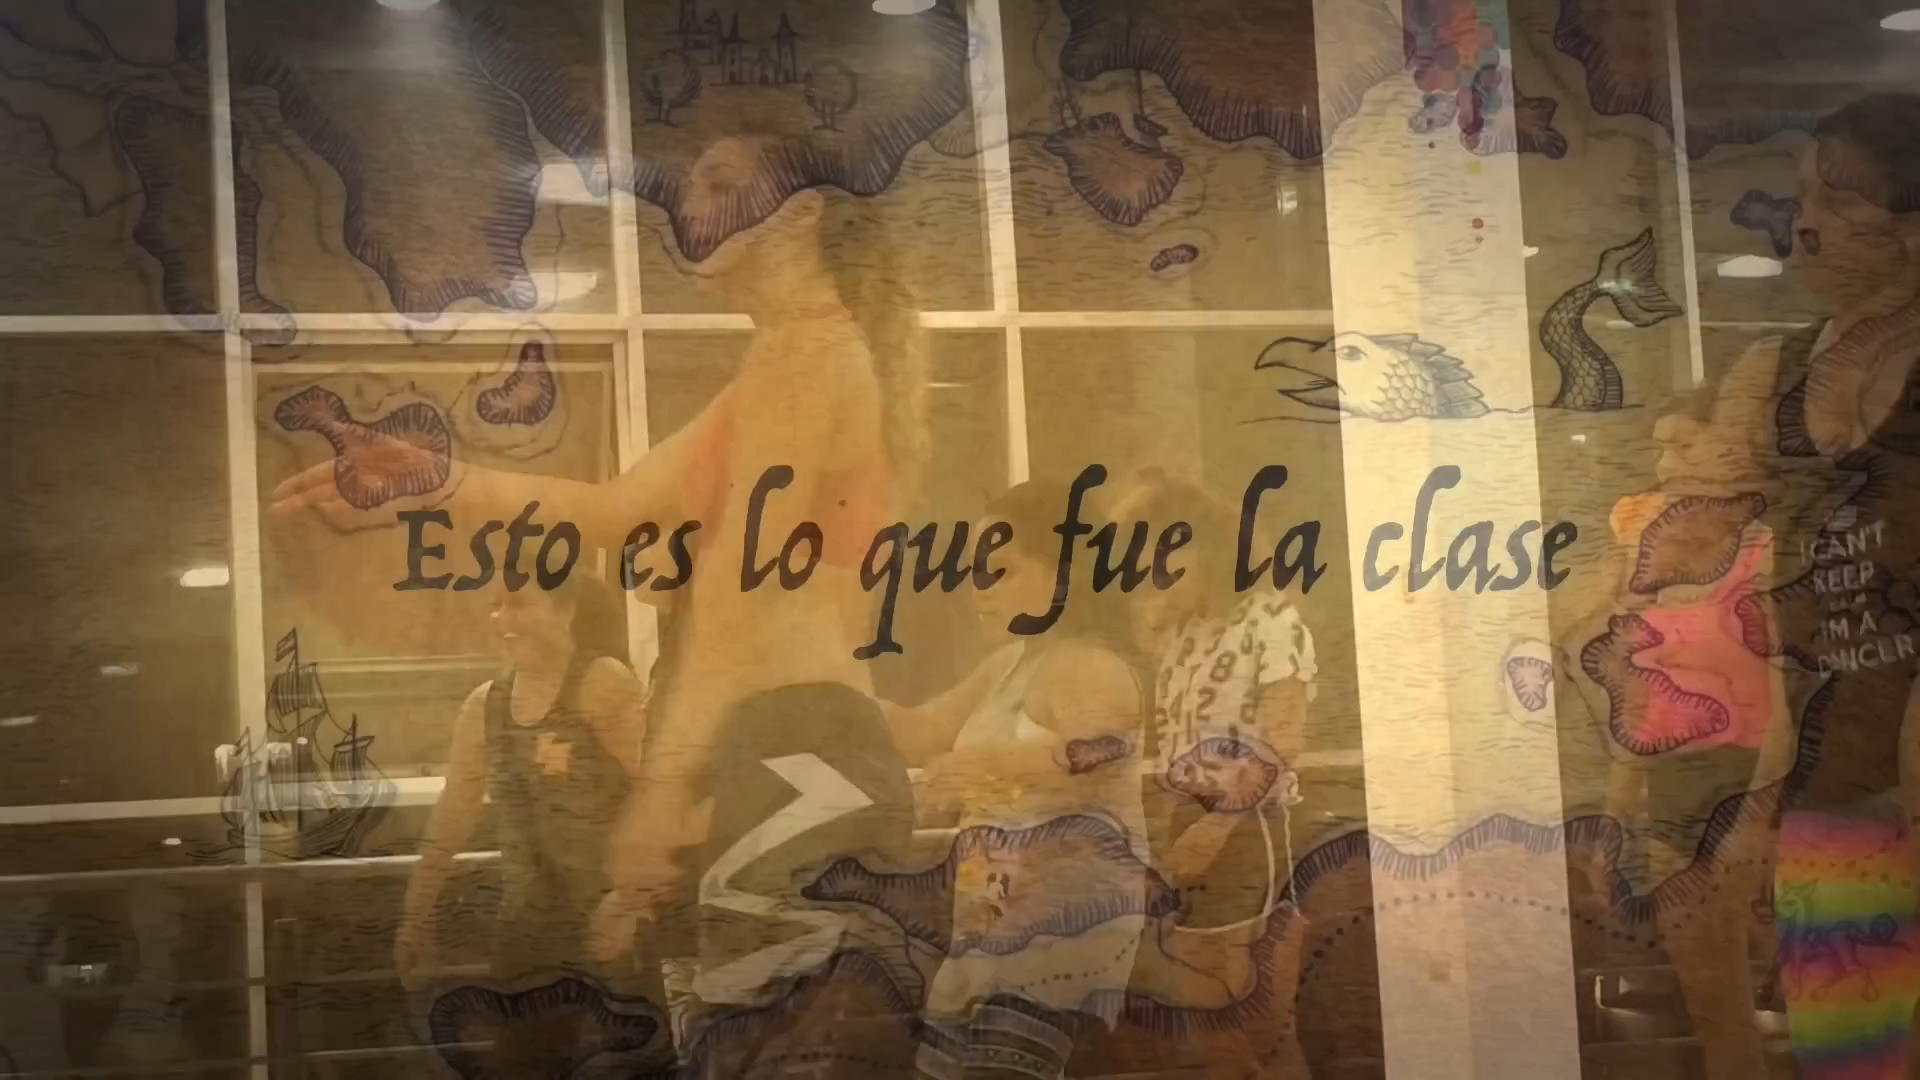 Esto es lo que fue la clase
I CAN'T
KEEP
I'M A
DANCER